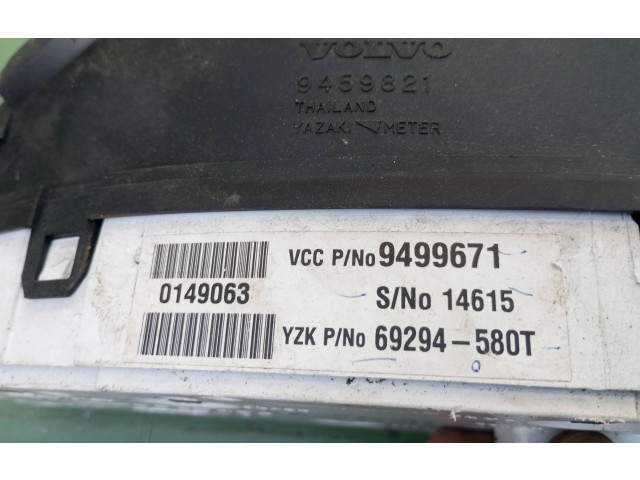 VOLVO
9459821
THAILAND
YAZAKI METER
VCC P/No 9499671
0149063
S/No 14615
YZK P/No 69294-580T